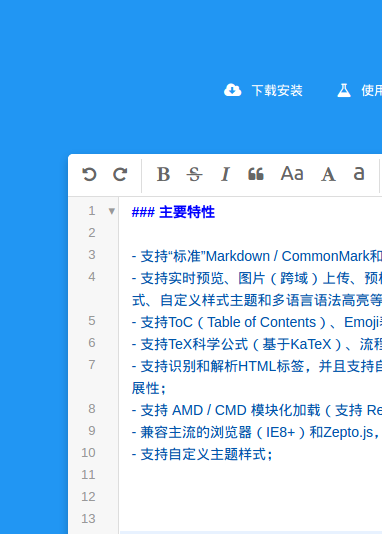 下载安装 使用
B S I Aa A a
1 ### 主要特性
2
3 - 支持“标准”Markdown / CommonMark和
4 - 支持实时预览、图片（跨域）上传、预
式、自定义样式主题和多语言语法高亮等
5 - 支持ToC（Table of Contents）、Emoji
6 - 支持TeX科学公式（基于KaTeX）、流程
7 - 支持识别和解析HTML标签，并且支持自
展性；
8 - 支持 AMD / CMD 模块化加载（支持 Re
9 - 兼容主流的浏览器（IE8+）和Zepto.js，
10 - 支持自定义主题样式；
11
12
13